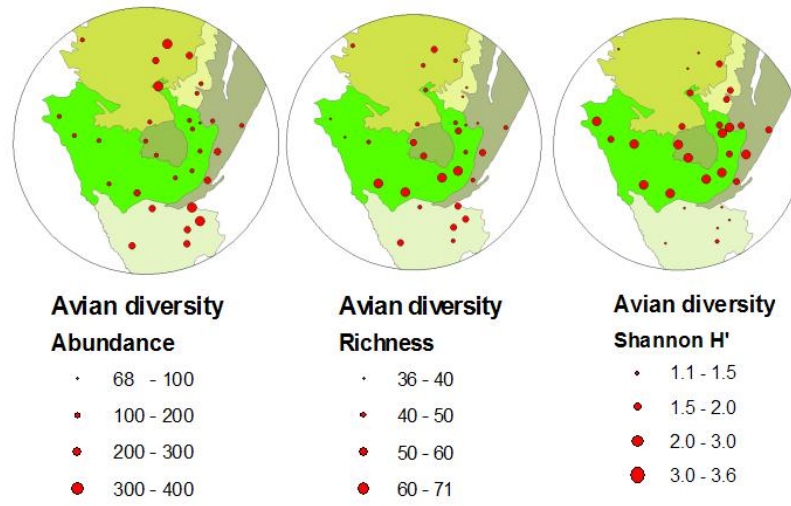 Avian diversity
Abundance
68 - 100
100 - 200
200 - 300
300 - 400
Avian diversity
Richness
36 - 40
40 - 50
50 - 60
60 - 71
Avian diversity
Shannon H'
1.1 - 1.5
1.5 - 2.0
2.0 - 3.0
3.0 - 3.6